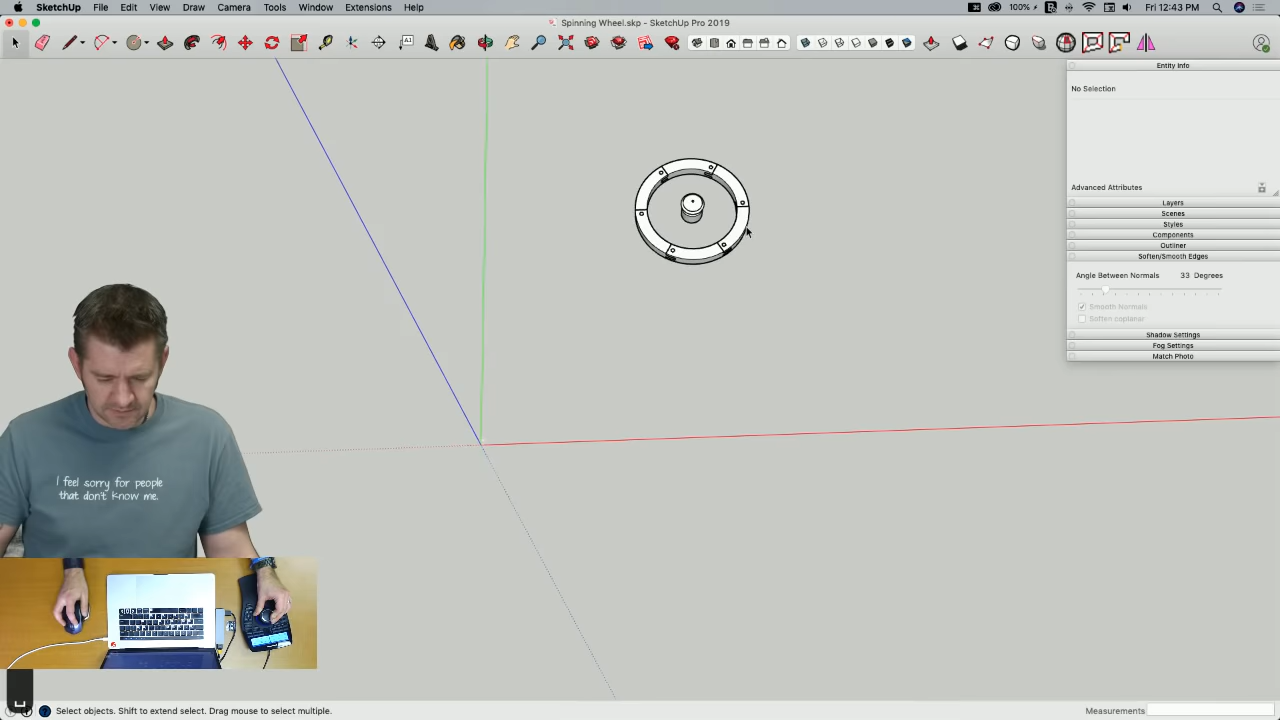 SketchUp File Edit View Draw Camera Tools Window Extensions Help
100% Fri 12:43 PM
Spinning Wheel.skp - SketchUp Pro 2019
A1
Entity Info
No Selection
Advanced Attributes
Layers
Scenes
Styles
Components
Outliner
Soften/Smooth Edges
Angle Between Normals 33 Degrees
Smooth Normals
Soften coplanar
Shadow Settings
Fog Settings
Match Photo
I feel sorry for people
that don't know me.
Select objects. Shift to extend select. Drag mouse to select multiple.
Measurements